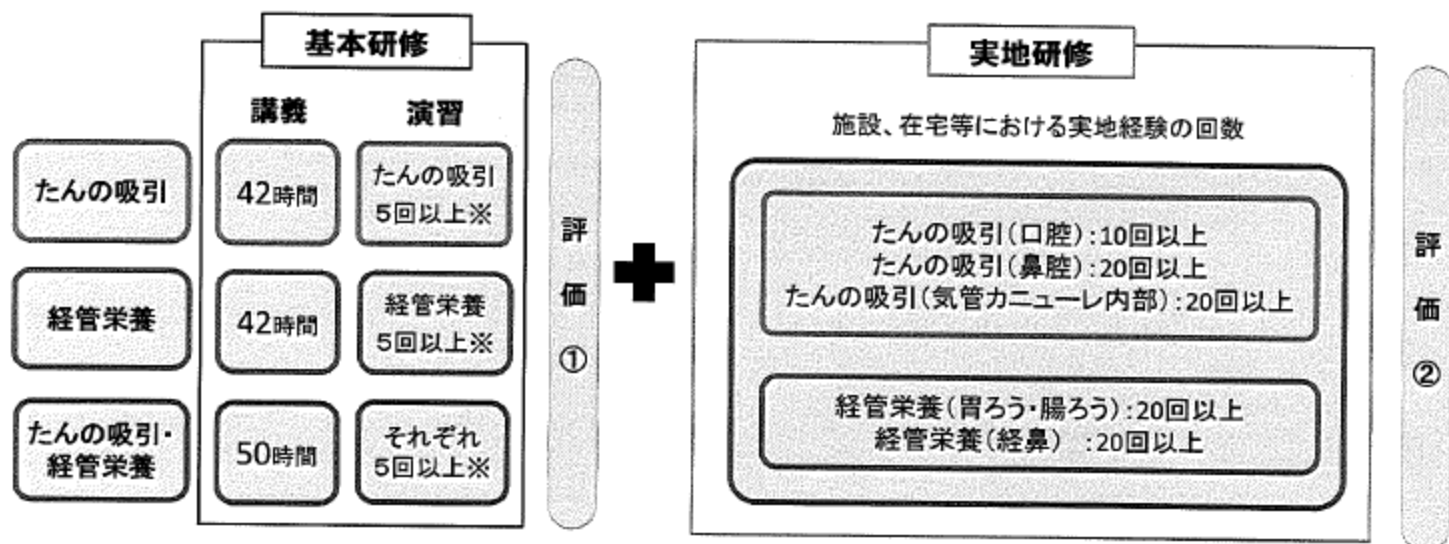 基本研修
講義
演習
たんの吸引
42時間
たんの吸引
5回以上※
経管栄養
42時間
経管栄養
5回以上※
たんの吸引・
経管栄養
50時間
それぞれ
5回以上※
評価①
実地研修
施設、在宅等における実地経験の回数
たんの吸引(口腔):10回以上
たんの吸引(鼻腔):20回以上
たんの吸引(気管カニューレ内部):20回以上
経管栄養(胃ろう・腸ろう):20回以上
経管栄養(経鼻) :20回以上
評価②